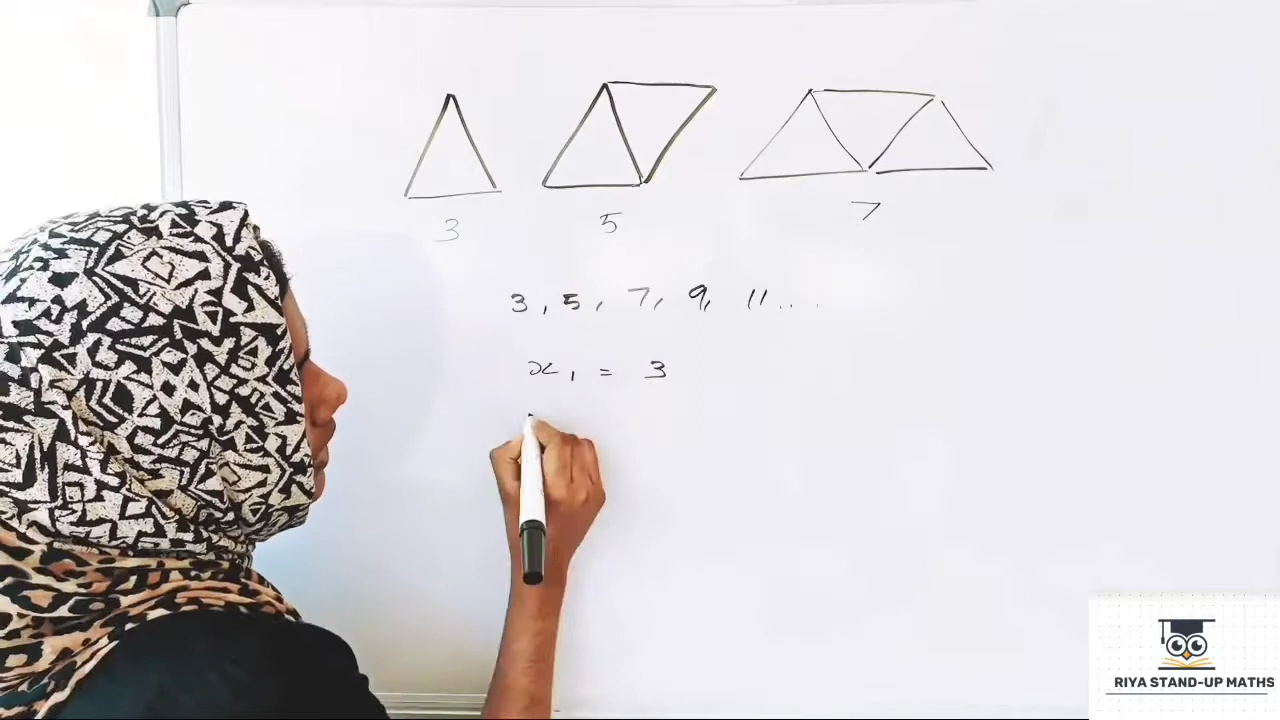 3 5 7
3, 5, 7, 9, 11...
x₁ = 3
RIYA STAND-UP MATHS